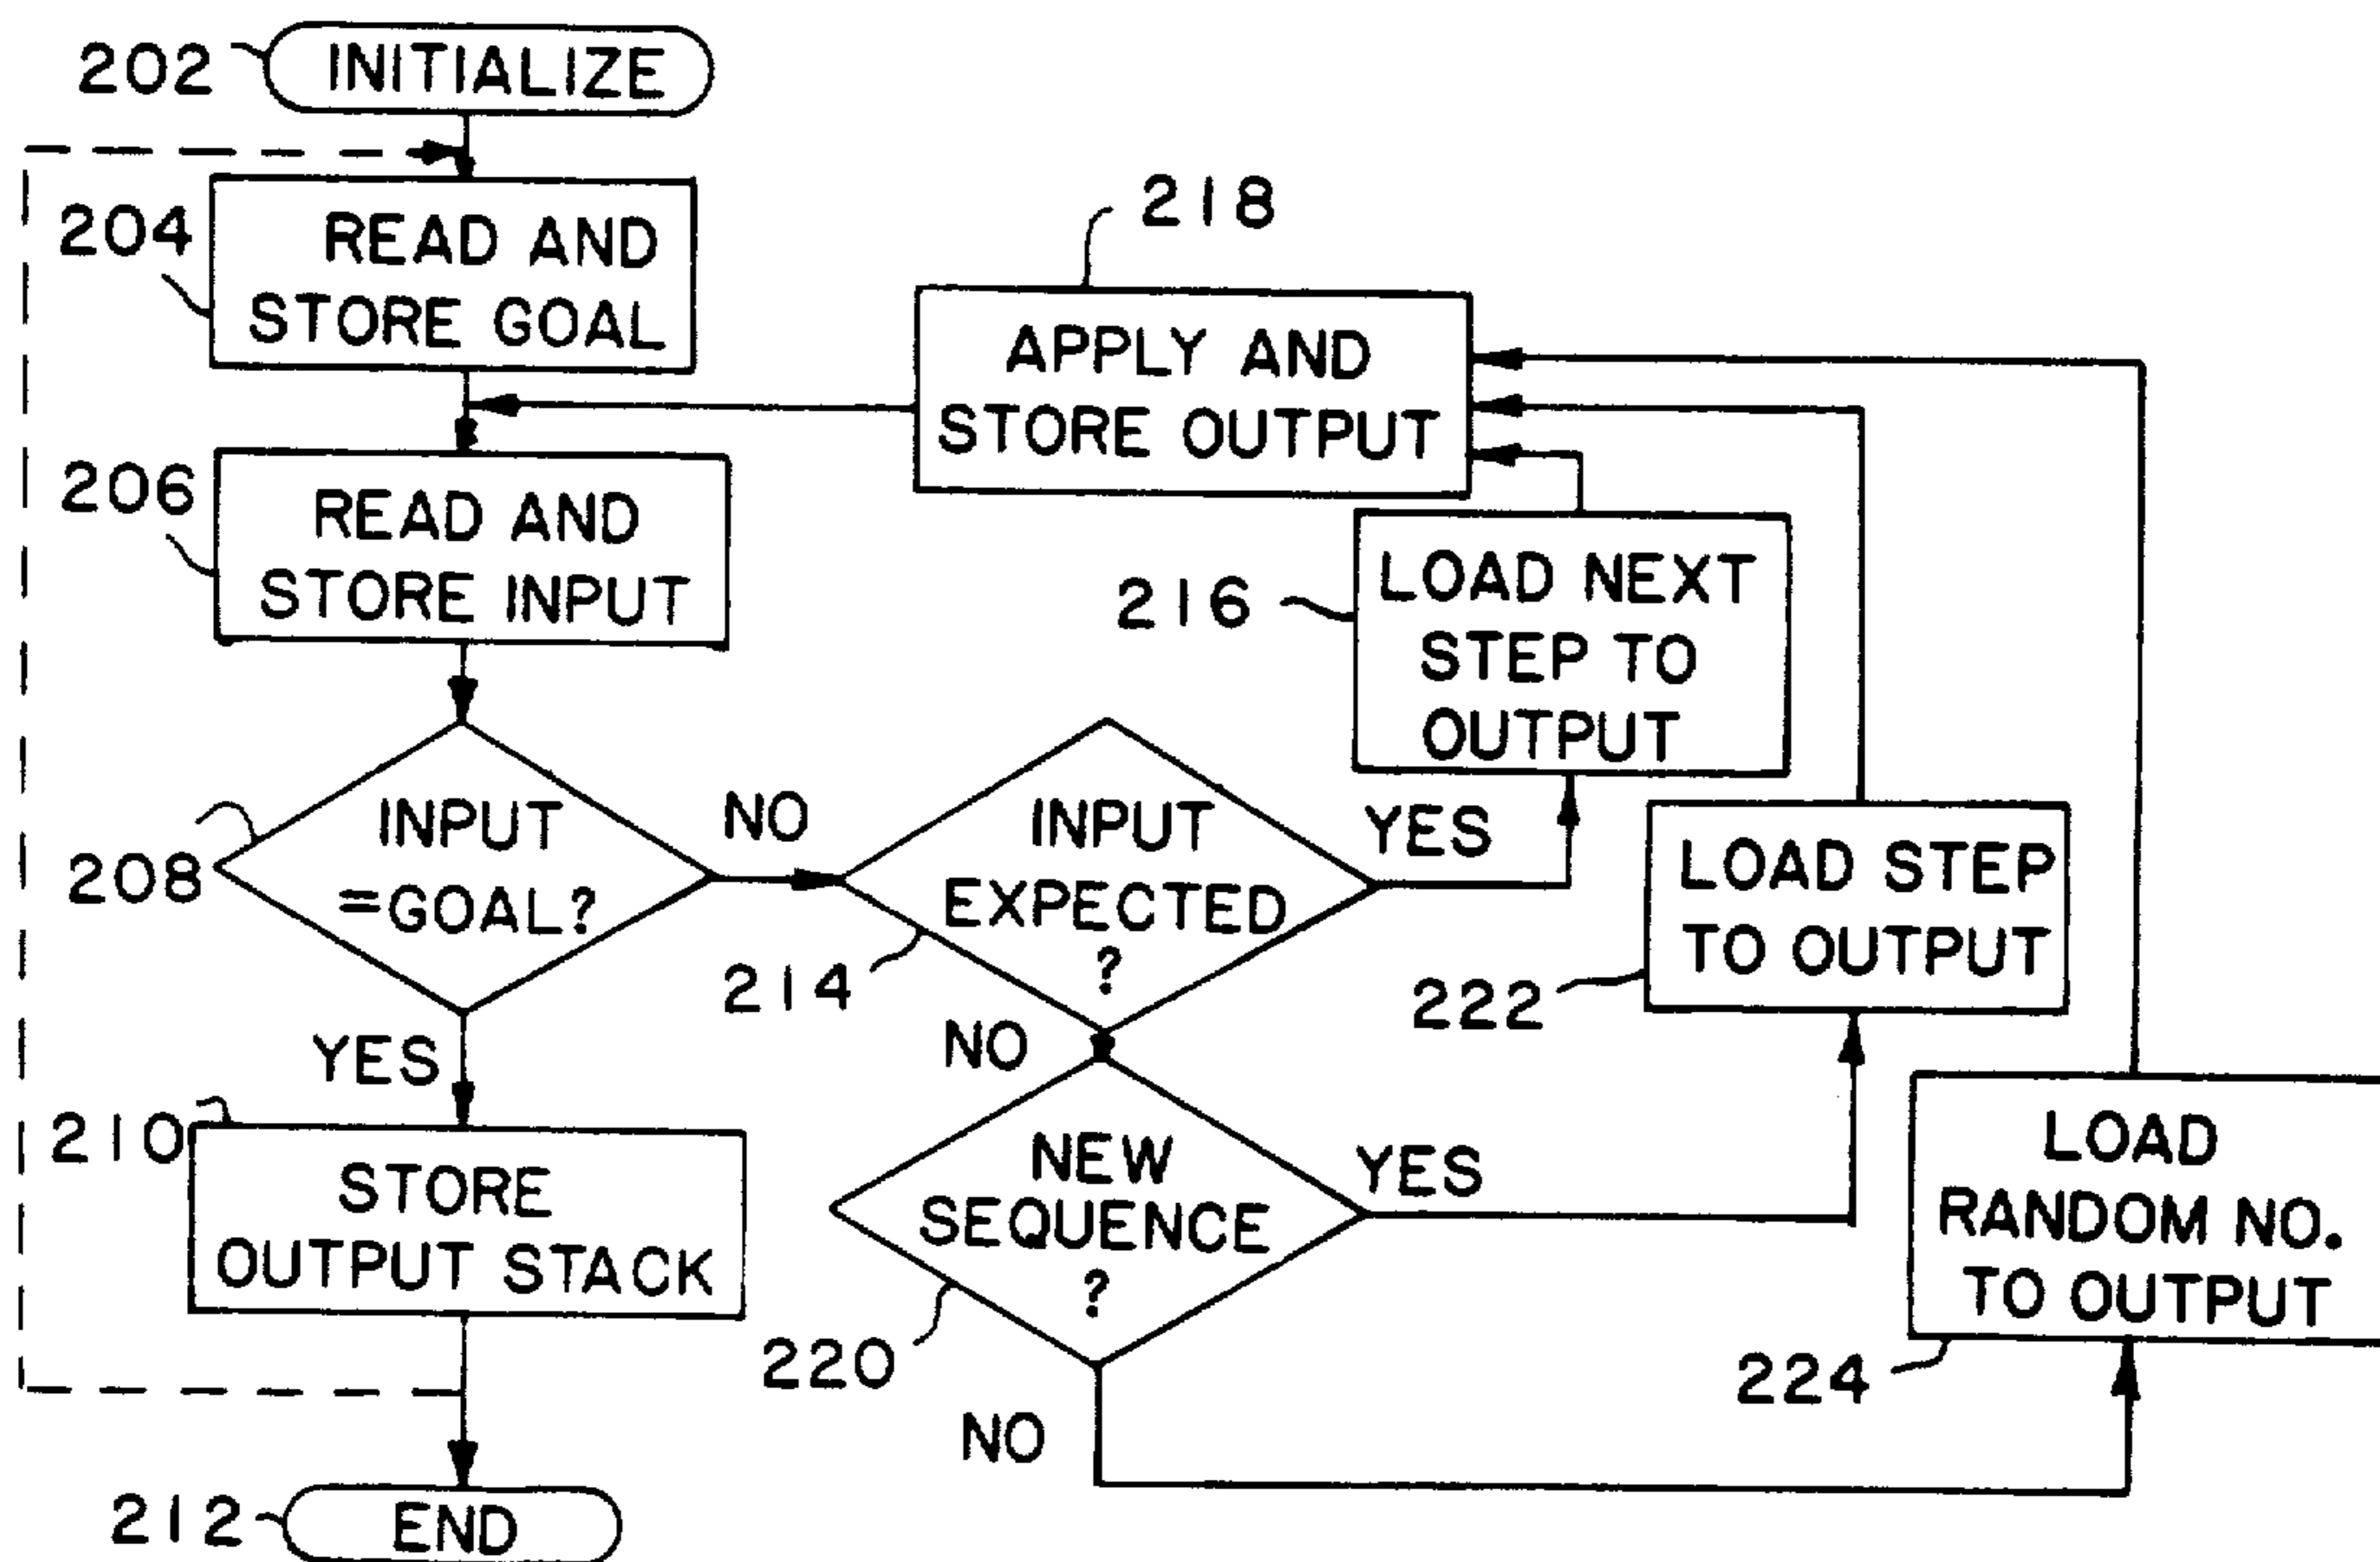 202
INITIALIZE
204
READ AND
STORE GOAL
218
APPLY AND
STORE OUTPUT
206
READ AND
STORE INPUT
216
LOAD NEXT
STEP TO
OUTPUT
208
INPUT
=GOAL?
NO
214
INPUT
EXPECTED
?
YES
222
LOAD STEP
TO OUTPUT
YES
NO
210
STORE
OUTPUT STACK
220
NEW
SEQUENCE
?
YES
224
LOAD
RANDOM NO.
TO OUTPUT
NO
212
END